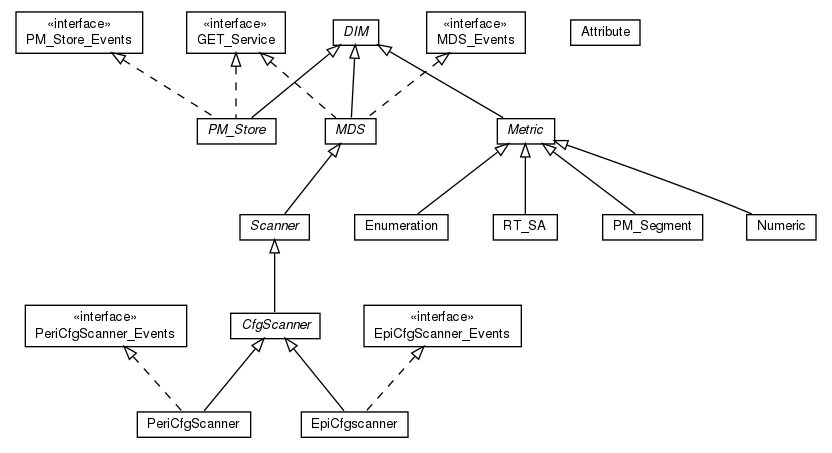 «interface»
PM_Store_Events
«interface»
GET_Service
DIM
«interface»
MDS_Events
Attribute
PM_Store
MDS
Metric
Scanner
Enumeration
RT_SA
PM_Segment
Numeric
«interface»
PeriCfgScanner_Events
CfgScanner
«interface»
EpiCfgScanner_Events
PeriCfgScanner
EpiCfgscanner